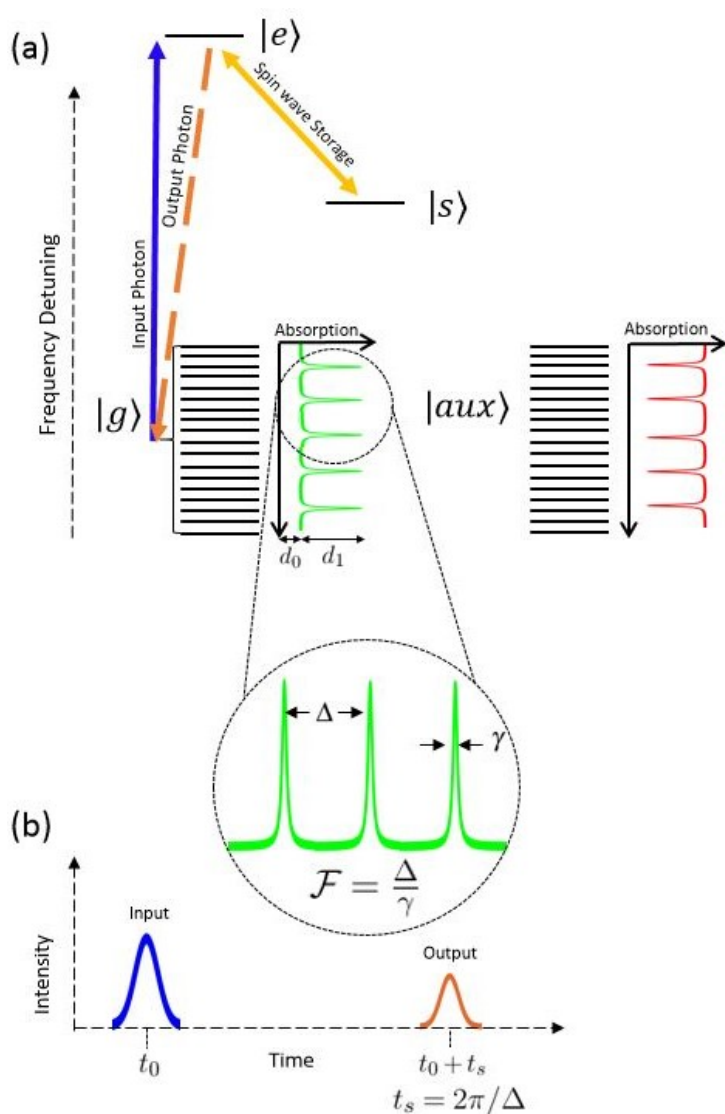 (a)
|e⟩
Spin wave Storage
Output Photon
Input Photon
|s⟩
Frequency Detuning
Absorption
Absorption
|g⟩
|aux⟩
d₀
d₁
Δ
γ
ℱ = Δ/γ
(b)
Input
Output
Intensity
t₀
Time
t₀ + tₛ
tₛ = 2π/Δ